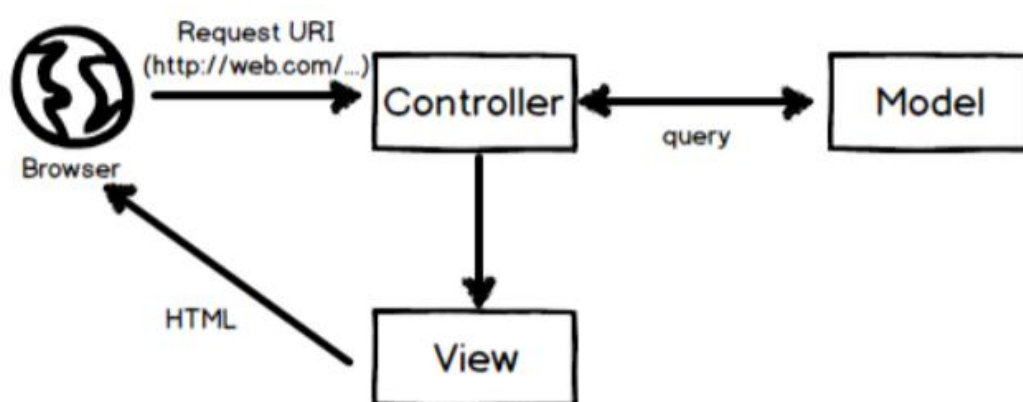 Request URI
(http://web.com/...)
Controller
Model
query
Browser
HTML
View